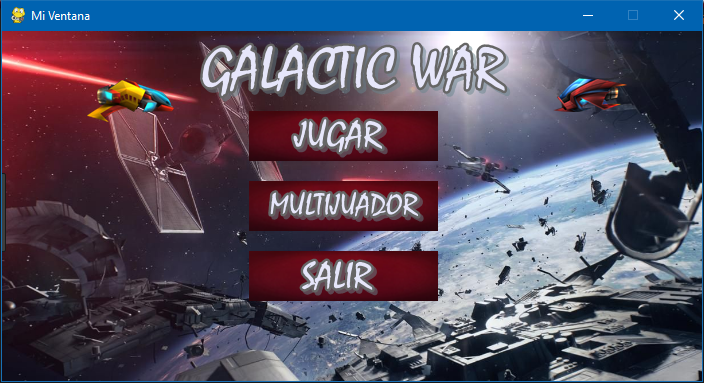 Mi Ventana
GALACTIC WAR
JUGAR
MULTIJUADOR
SALIR